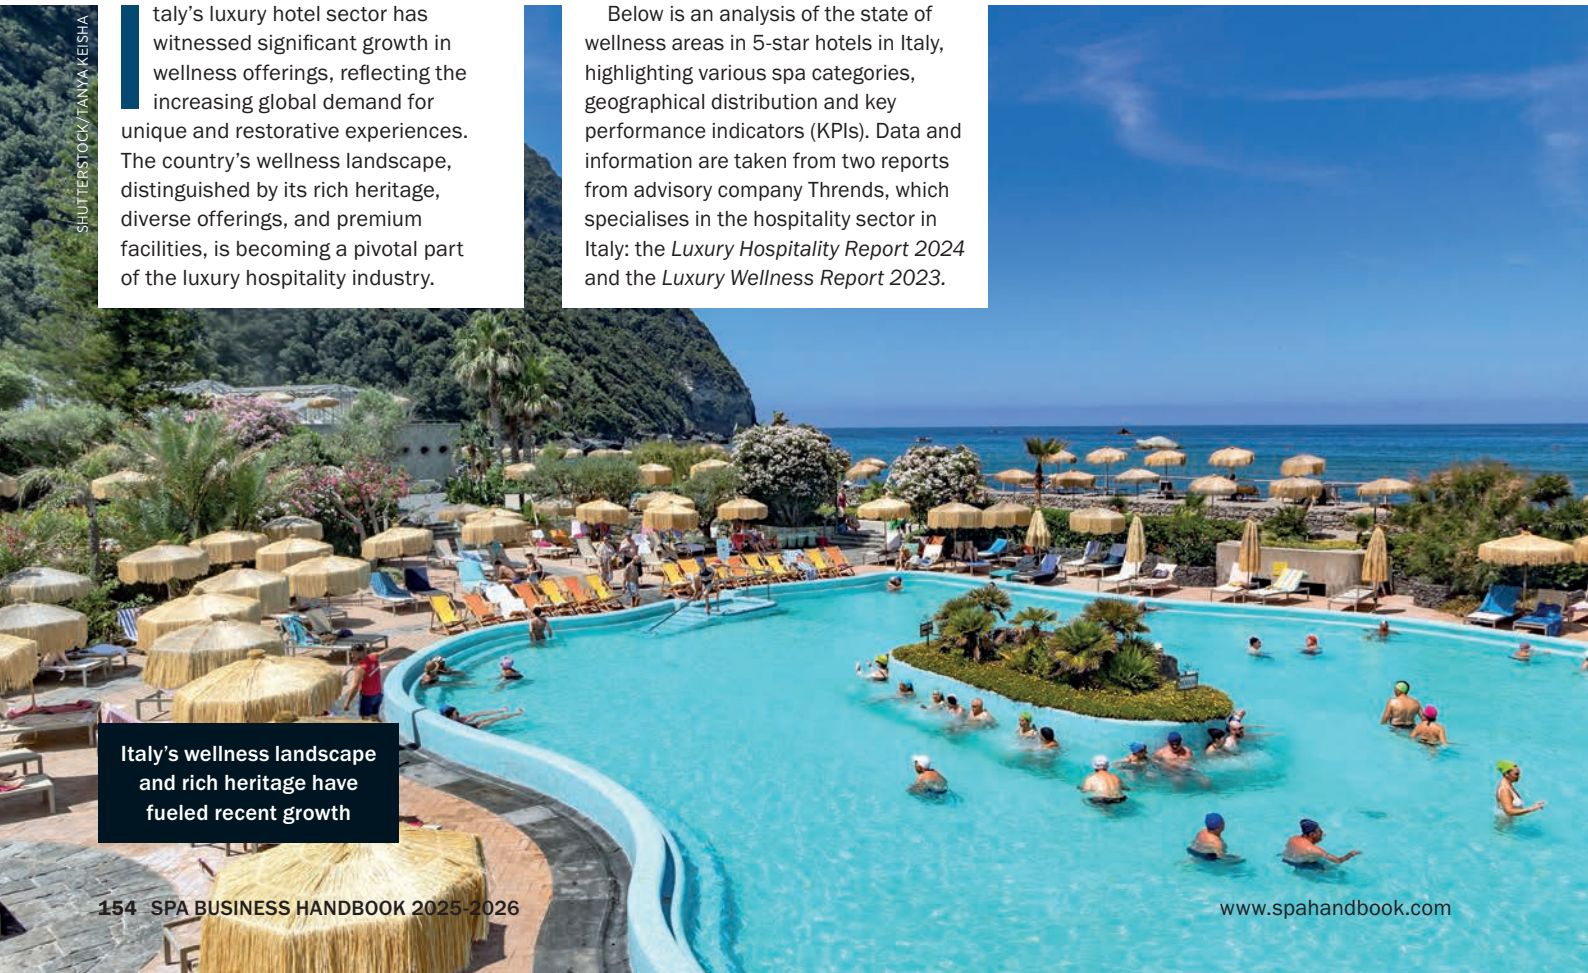 Italy’s luxury hotel sector has
witnessed significant growth in
wellness offerings, reflecting the
increasing global demand for
unique and restorative experiences.
The country’s wellness landscape,
distinguished by its rich heritage,
diverse offerings, and premium
facilities, is becoming a pivotal part
of the luxury hospitality industry.
Below is an analysis of the state of
wellness areas in 5-star hotels in Italy,
highlighting various spa categories,
geographical distribution and key
performance indicators (KPIs). Data and
information are taken from two reports
from advisory company Thrends, which
specialises in the hospitality sector in
Italy: the Luxury Hospitality Report 2024
and the Luxury Wellness Report 2023.
SHUTTERSTOCK/TANYA KEISHA
Italy’s wellness landscape
and rich heritage have
fueled recent growth
154 SPA BUSINESS HANDBOOK 2025-2026
www.spahandbook.com